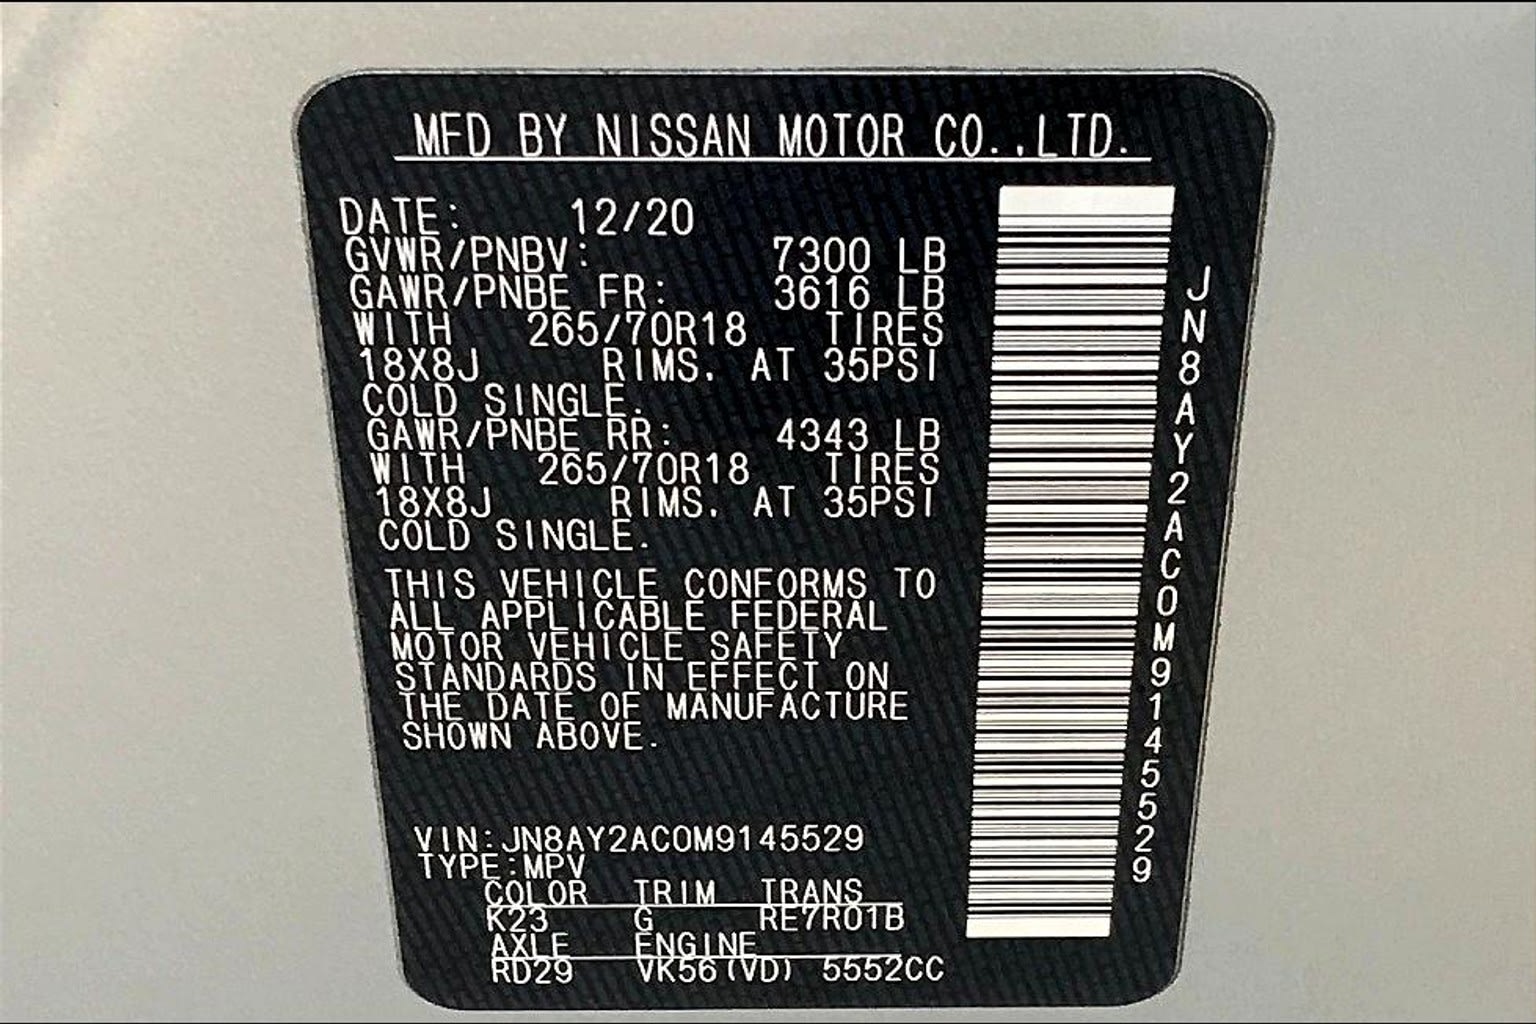 MFD BY NISSAN MOTOR CO.,LTD.
DATE: 12/20
GVWR/PNBV: 7300 LB
GAWR/PNBE FR: 3616 LB
WITH 265/70R18 TIRES
18X8J RIMS, AT 35PSI
COLD SINGLE.
GAWR/PNBE RR: 4343 LB
WITH 265/70R18 TIRES
18X8J RIMS, AT 35PSI
COLD SINGLE.
THIS VEHICLE CONFORMS TO
ALL APPLICABLE FEDERAL
MOTOR VEHICLE SAFETY
STANDARDS IN EFFECT ON
THE DATE OF MANUFACTURE
SHOWN ABOVE.
VIN:JN8AY2AC0M9145529
TYPE:MPV
COLOR TRIM TRANS
K23 G RE7R01B
AXLE ENGINE
RD29 VK56(VD) 5552CC
JN8AY2AC0M9145529